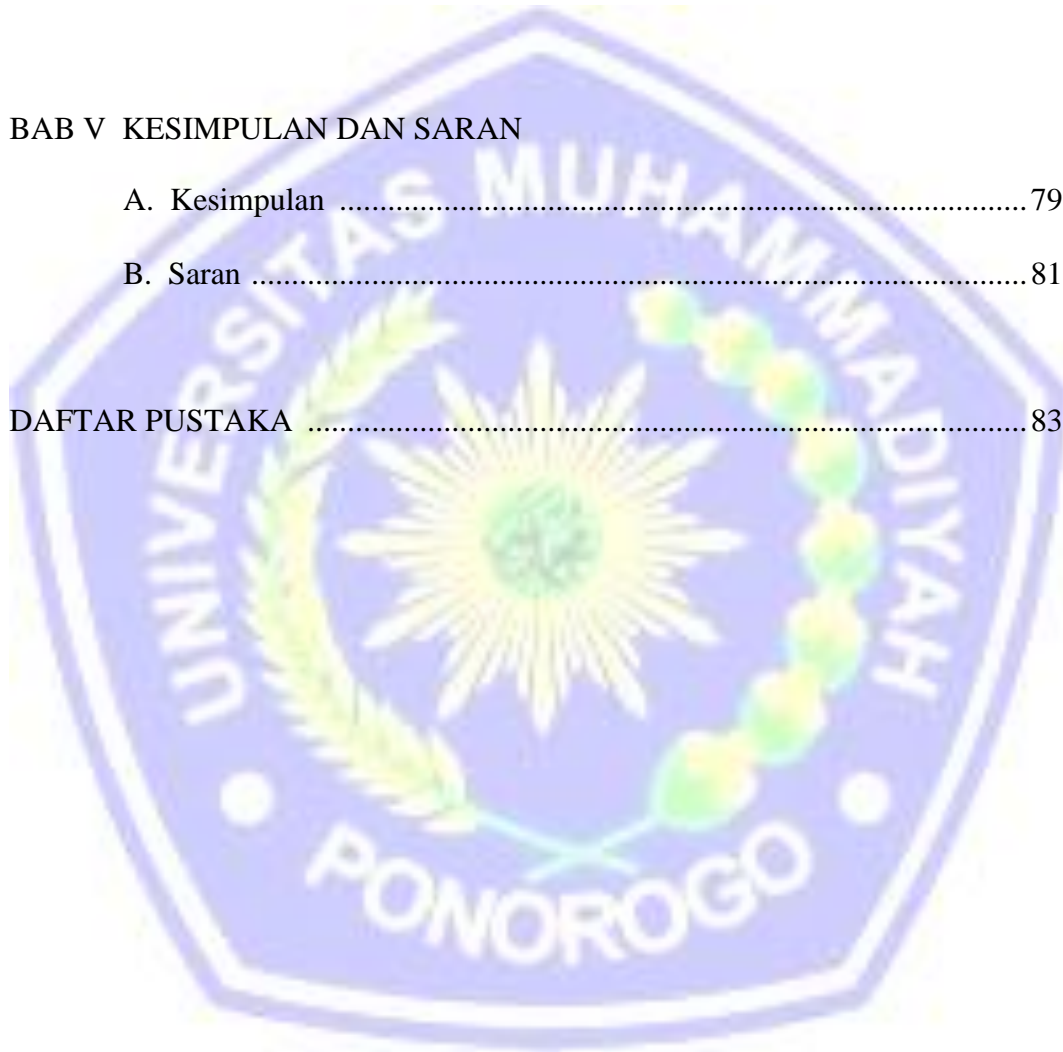 BAB V KESIMPULAN DAN SARAN
A. Kesimpulan ........................................................................................ 79
B. Saran ................................................................................................... 81
DAFTAR PUSTAKA ............................................................................................ 83
UNIVERSITAS MUHAMMADIYAH
PONOROGO